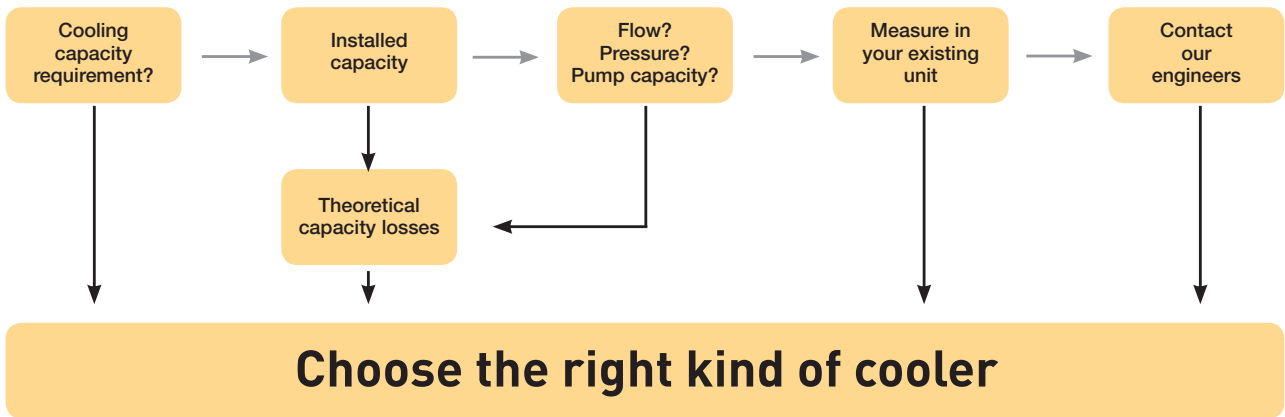 Cooling
capacity
requirement?
Installed
capacity
Flow?
Pressure?
Pump capacity?
Measure in
your existing
unit
Contact
our
engineers
Theoretical
capacity losses
Choose the right kind of cooler